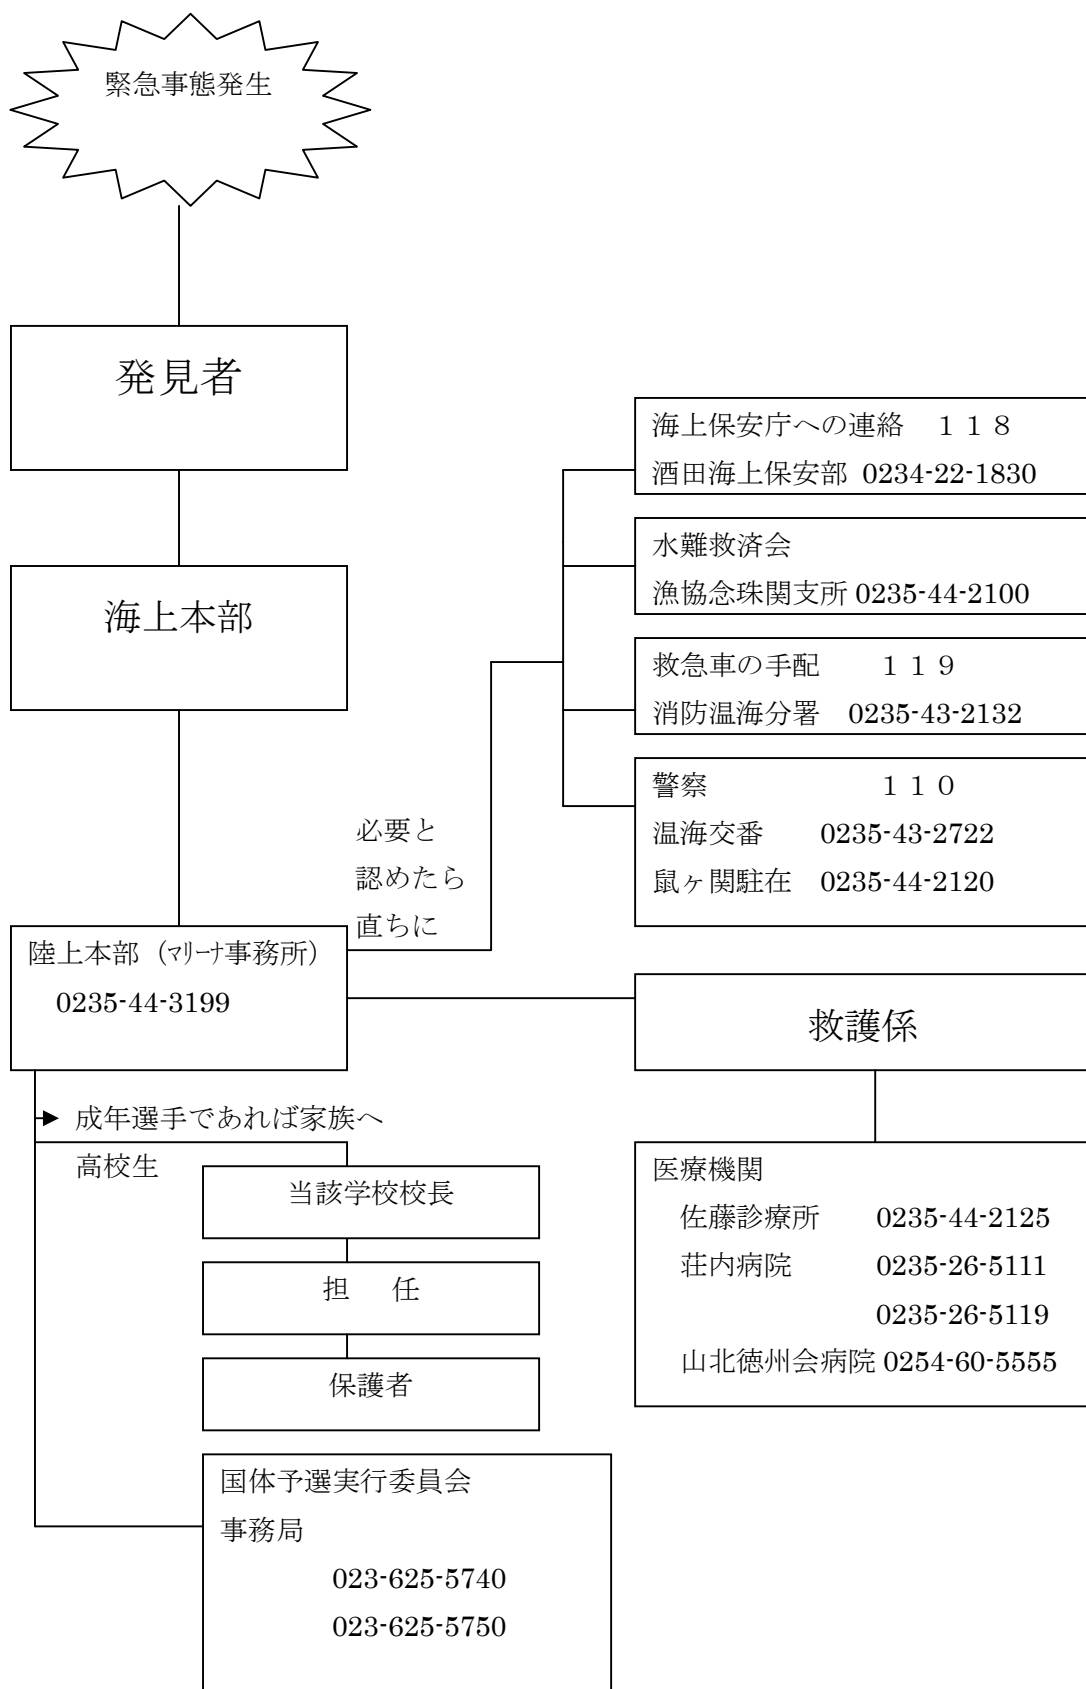 緊急事態発生
発見者
海上本部
海上保安庁への連絡　１１８
酒田海上保安部 0234-22-1830
水難救済会
漁協念珠関支所 0235-44-2100
救急車の手配　　１１９
消防温海分署　0235-43-2132
警察　　　　　　１１０
温海交番　　0235-43-2722
鼠ヶ関駐在　0235-44-2120
必要と
認めたら
直ちに
陸上本部（ﾏﾘｰﾅ事務所）
0235-44-3199
救護係
成年選手であれば家族へ
高校生
当該学校校長
担　任
保護者
医療機関
佐藤診療所　　0235-44-2125
荘内病院　　　0235-26-5111
0235-26-5119
山北徳州会病院 0254-60-5555
国体予選実行委員会
事務局
023-625-5740
023-625-5750